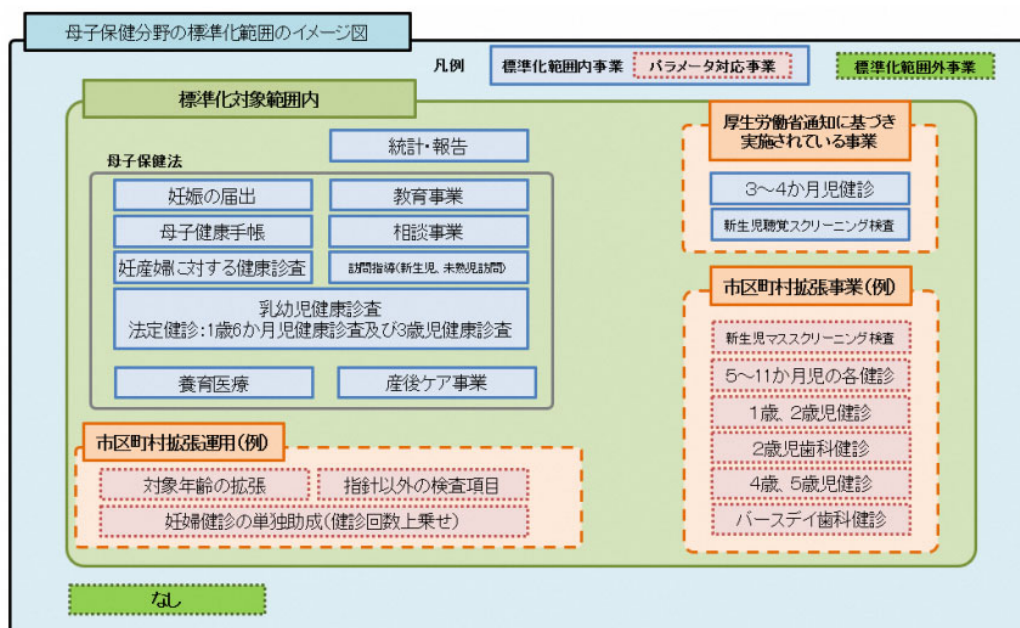 母子保健分野の標準化範囲のイメージ図
凡例
標準化範囲内事業
パラメータ対応事業
標準化範囲外事業
標準化対象範囲内
統計・報告
母子保健法
妊娠の届出
教育事業
母子健康手帳
相談事業
妊産婦に対する健康診査
訪問指導(新生児、未熟児訪問)
乳幼児健康診査
法定健診:1歳6か月児健康診査及び3歳児健康診査
養育医療
産後ケア事業
市区町村拡張運用(例)
対象年齢の拡張
指針以外の検査項目
妊婦健診の単独助成(健診回数上乗せ)
厚生労働省通知に基づき
実施されている事業
3~4か月児健診
新生児聴覚スクリーニング検査
市区町村拡張事業(例)
新生児マススクリーニング検査
5~11か月児の各健診
1歳、2歳児健診
2歳児歯科健診
4歳、5歳児健診
バースデイ歯科健診
なし